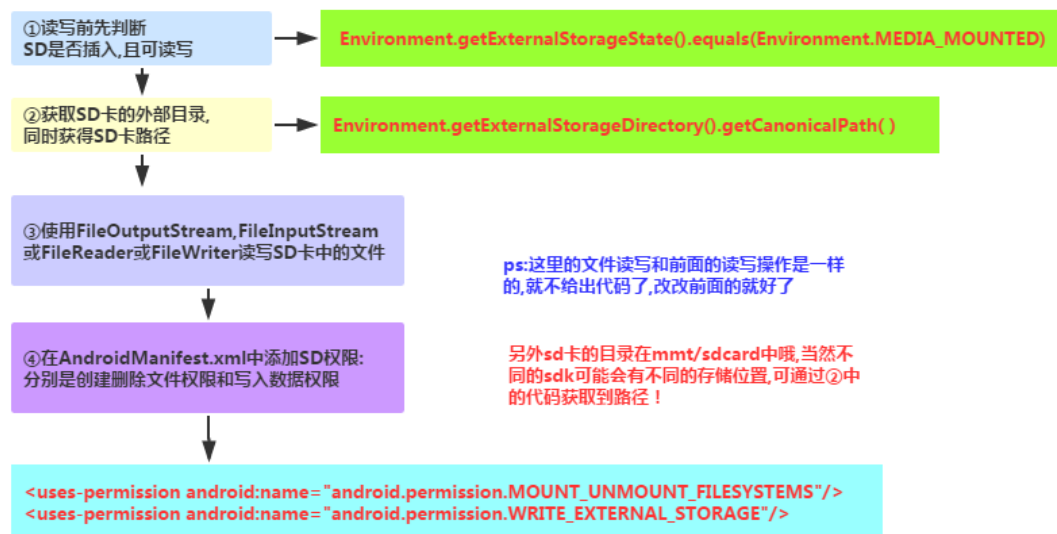 ①读写前先判断
SD是否插入,且可读写
Environment.getExternalStorageState().equals(Environment.MEDIA_MOUNTED)
②获取SD卡的外部目录,
同时获得SD卡路径
Environment.getExternalStorageDirectory().getCanonicalPath( )
③使用FileOutputStream,FileInputStream
或FileReader或FileWriter读写SD卡中的文件
ps:这里的文件读写和前面的读写操作是一样
的,就不给出代码了,改改前面的就好了
④在AndroidManifest.xml中添加SD权限:
分别是创建删除文件权限和写入数据权限
另外sd卡的目录在mmt/sdcard中哦,当然不
同的sdk可能会有不同的存储位置,可通过②中
的代码获取到路径！
<uses-permission android:name="android.permission.MOUNT_UNMOUNT_FILESYSTEMS"/>
<uses-permission android:name="android.permission.WRITE_EXTERNAL_STORAGE"/>